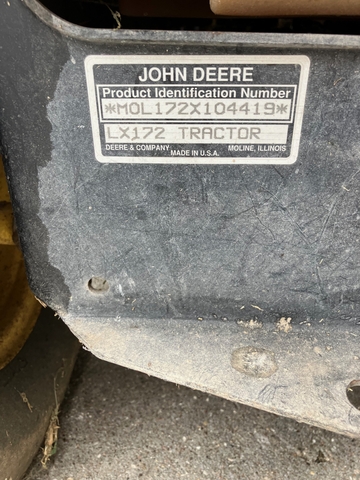 JOHN DEERE
Product Identification Number
*M0L172X104419*
LX172 TRACTOR
DEERE & COMPANY MOLINE, ILLINOIS
MADE IN U.S.A.